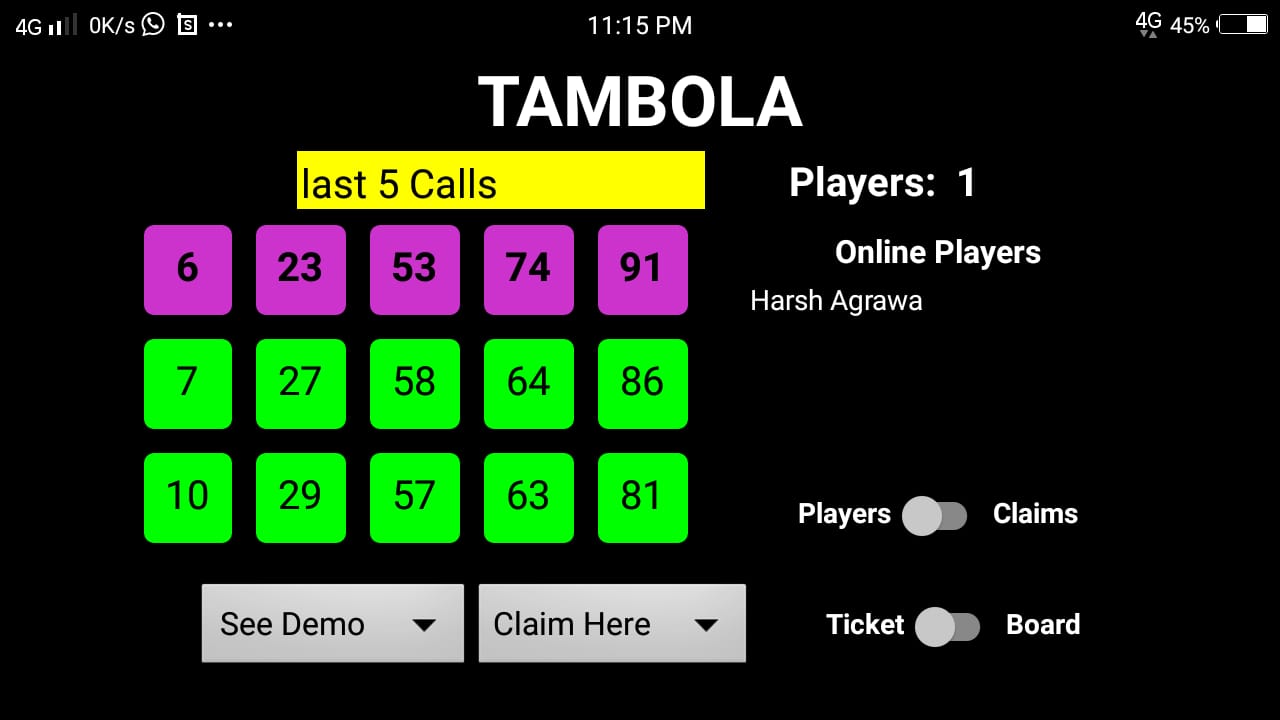 4G 0K/s S 11:15 PM 4G 45%
TAMBOLA
last 5 Calls
Players: 1
6 23 53 74 91
Online Players
Harsh Agrawa
7 27 58 64 86
10 29 57 63 81
Players Claims
See Demo Claim Here
Ticket Board